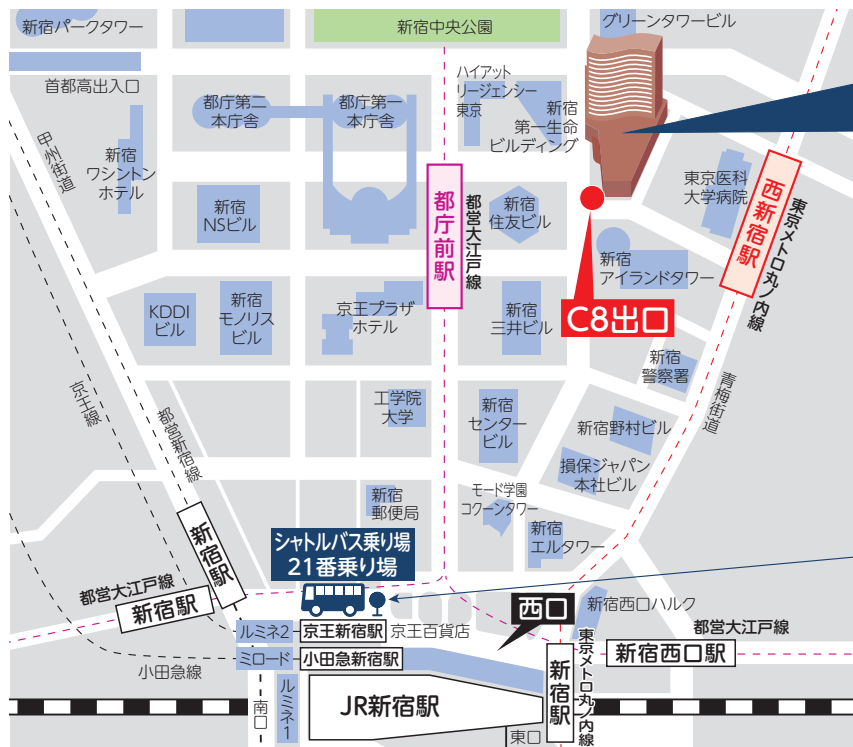 新宿パークタワー
新宿中央公園
グリーンタワービル
首都高出入口
都庁第二
本庁舎
都庁第一
本庁舎
ハイアット
リージェンシー
東京
新宿
第一生命
ビルディング
甲州街道
新宿
ワシントン
ホテル
新宿
NSビル
都庁前駅
都営大江戸線
新宿
住友ビル
東京医科
大学病院
西新宿駅
東京メトロ丸ノ内線
新宿
アイランドタワー
C8出口
KDDI
ビル
新宿
モノリス
ビル
京王プラザ
ホテル
新宿
三井ビル
新宿
警察署
青梅街道
京王線
都営新宿線
工学院
大学
新宿
センター
ビル
新宿野村ビル
損保ジャパン
本社ビル
新宿
郵便局
モード学園
コクーンタワー
新宿
エルタワー
新宿駅
シャトルバス乗り場
21番乗り場
都営大江戸線
新宿駅
西口
新宿西口ハルク
都営大江戸線
ルミネ2
京王新宿駅
京王百貨店
ミロード
小田急新宿駅
小田急線
新宿駅
東京メトロ丸ノ内線
新宿西口駅
南口
ルミネ1
JR新宿駅
東口